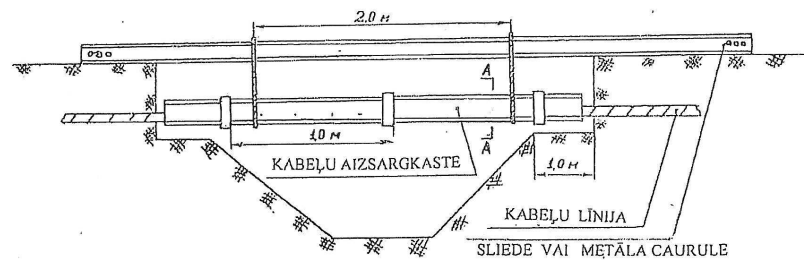 2,0 м
A
1,0 м
A
KABEĻU AIZSARGKASTE
1,0 м
KABEĻU LĪNIJA
SLIEDE VAI METĀLA CAURULE